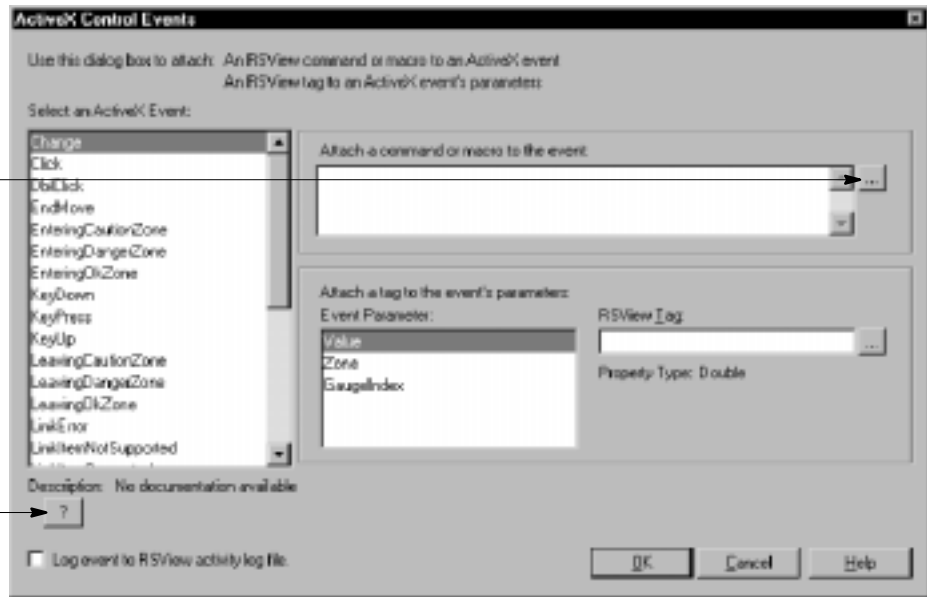 ActiveX Control Events
Use this dialog box to attach: An RSView command or macro to an ActiveX event
An RSView tag to an ActiveX event's parameters
Select an ActiveX Event:
Change
Click
DblClick
EndMove
EnteringCautionZone
EnteringDangerZone
EnteringOkZone
KeyDown
KeyPress
KeyUp
LeavingCautionZone
LeavingDangerZone
LeavingOkZone
LinkError
LinkItemNotSupported
Attach a command or macro to the event:
...
Attach a tag to the event's parameters:
Event Parameter:
Value
Zone
GaugeIndex
RSView Tag:
...
Property Type: Double
Description: No documentation available
?
Log event to RSView activity log file.
OK
Cancel
Help